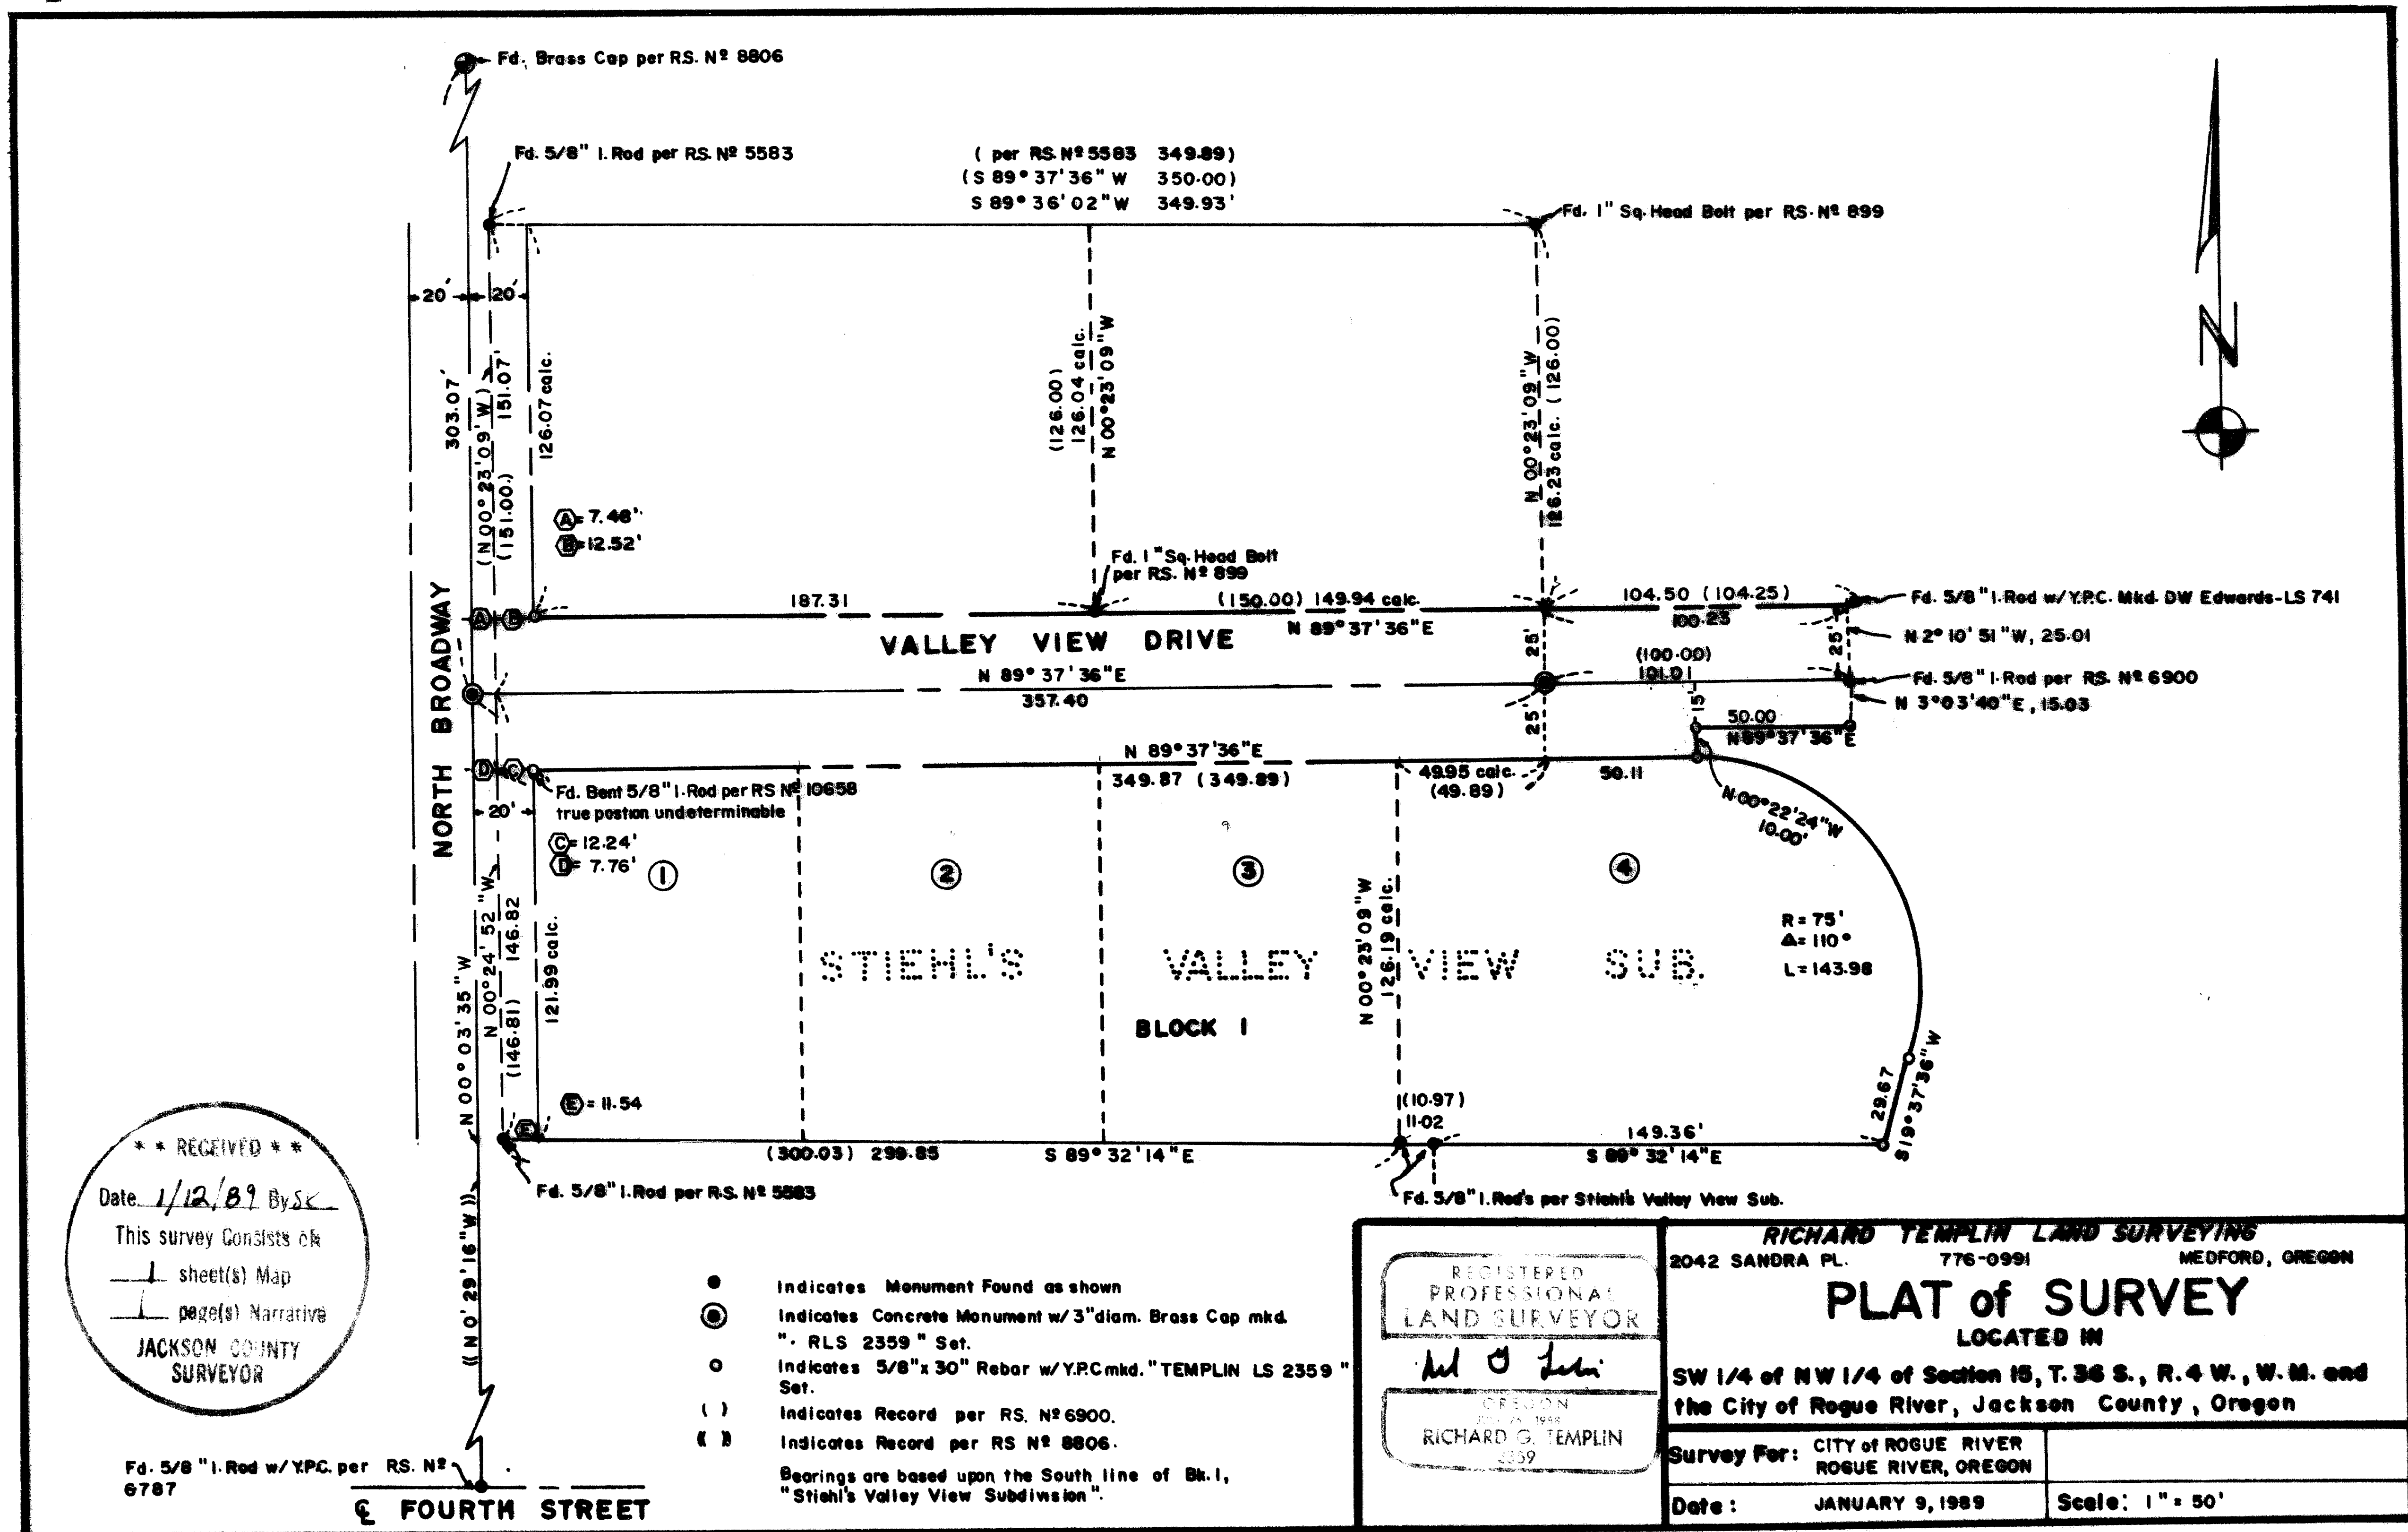 Fd. Brass Cap per R.S. Nº 8806
Fd. 5/8" I. Rod per RS. Nº 5583
( per RS. Nº 5583 349.89)
(S 89° 37' 36" W 350.00)
S 89° 36' 02" W 349.93'
Fd. 1" Sq. Head Bolt per RS. Nº 899
20'
20'
303.07'
(N 00° 23' 09" W)
151.07'
(151.00)
126.07 calc.
(126.00)
126.04 calc.
N 00° 23' 09" W
N 00° 23' 09" W
126.23 calc. (126.00)
A = 7.48'
B = 12.52'
Fd. 1" Sq. Head Bolt
per RS. Nº 899
A
B
187.31
(150.00) 149.94 calc.
N 89° 37' 36" E
104.50 (104.25)
100.23
Fd. 5/8" I. Rod w/ Y.P.C. Mkd. DW Edwards-LS 741
N 2° 10' 51" W, 25.01
VALLEY VIEW DRIVE
25'
25'
N 89° 37' 36" E
357.40
(100.00)
101.01
Fd. 5/8" I. Rod per RS. Nº 6900
N 3° 03' 40" E, 15.03
25'
15'
50.00
N 89° 37' 36" E
NORTH BROADWAY
D
C
N 89° 37' 36" E
349.87 (349.89)
49.95 calc.
(49.89)
50.11
Fd. Bent 5/8" I. Rod per RS Nº 10658
true postion undeterminable
20'
N 00° 22' 24" W
10.00'
C = 12.24'
D = 7.76'
1
2
3
4
N 00° 03' 35" W
N 00° 24' 52" W
(146.81) 146.82
121.99 calc.
N 00° 23' 09" W
126.19 calc.
R = 75'
Δ = 110°
L = 143.98
STIEHL'S VALLEY VIEW SUB.
BLOCK 1
29.67
S 19° 37' 36" W
E = 11.54
E
(10.97)
11.02
(300.03) 299.85
S 89° 32' 14" E
149.36'
S 89° 32' 14" E
Fd. 5/8" I. Rod per R.S. Nº 5583
Fd. 5/8" I. Rod's per Stiehl's Valley View Sub.
* * RECEIVED * *
Date 1/12/89 By SK
This survey Consists of
1 sheet(s) Map
1 page(s) Narrative
JACKSON COUNTY
SURVEYOR
((N 0° 29' 16" W))
Fd. 5/8" I. Rod w/ Y.P.C. per R.S. Nº
6787
℄ FOURTH STREET
Indicates Monument Found as shown
Indicates Concrete Monument w/ 3" diam. Brass Cap mkd.
" · RLS 2359 " Set.
Indicates 5/8" x 30" Rebar w/ Y.P.C mkd. "TEMPLIN LS 2359"
Set.
( ) Indicates Record per RS. Nº 6900.
(( )) Indicates Record per RS Nº 8806.
Bearings are based upon the South line of Bk. 1,
"Stiehl's Valley View Subdivision".
REGISTERED
PROFESSIONAL
LAND SURVEYOR
OREGON
RICHARD G. TEMPLIN
2359
RICHARD TEMPLIN LAND SURVEYING
2042 SANDRA PL. 776-0991 MEDFORD, OREGON
PLAT of SURVEY
LOCATED IN
SW 1/4 of NW 1/4 of Section 15, T. 36 S., R. 4 W., W.M. and
the City of Rogue River, Jackson County, Oregon
Survey For: CITY of ROGUE RIVER
ROGUE RIVER, OREGON
Date: JANUARY 9, 1989
Scale: 1" = 50'
N